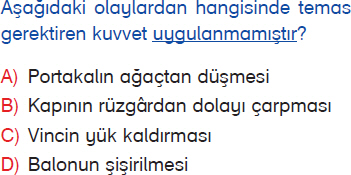 Aşağıdaki olaylardan hangisinde temas
gerektiren kuvvet uygulanmamıştır?
A) Portakalın ağaçtan düşmesi
B) Kapının rüzgârdan dolayı çarpması
C) Vincin yük kaldırması
D) Balonun şişirilmesi